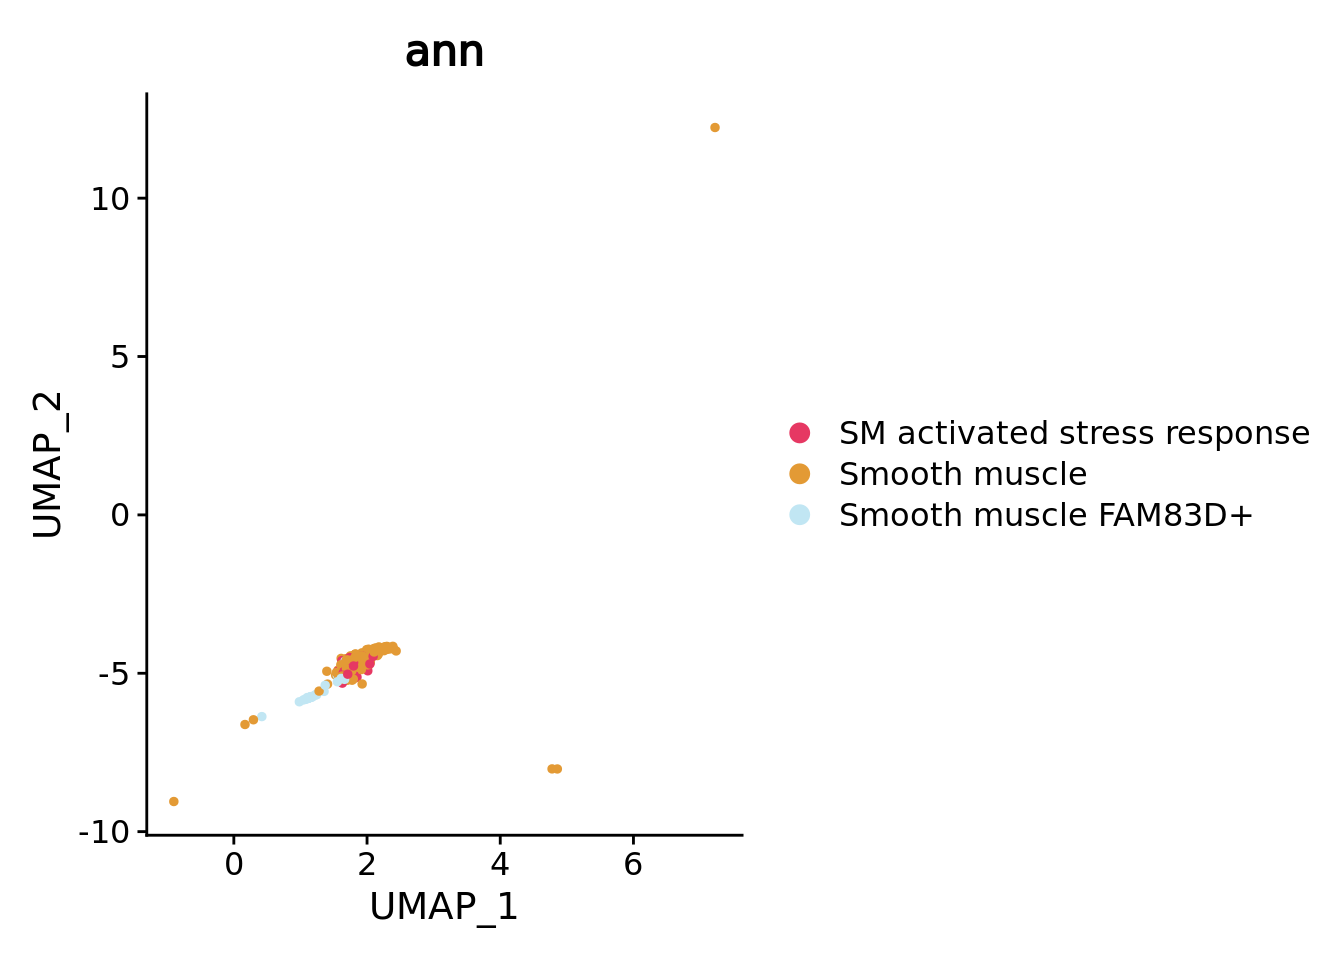 ann
10
5
0
-5
-10
UMAP_2
0 2 4 6
UMAP_1
SM activated stress response
Smooth muscle
Smooth muscle FAM83D+